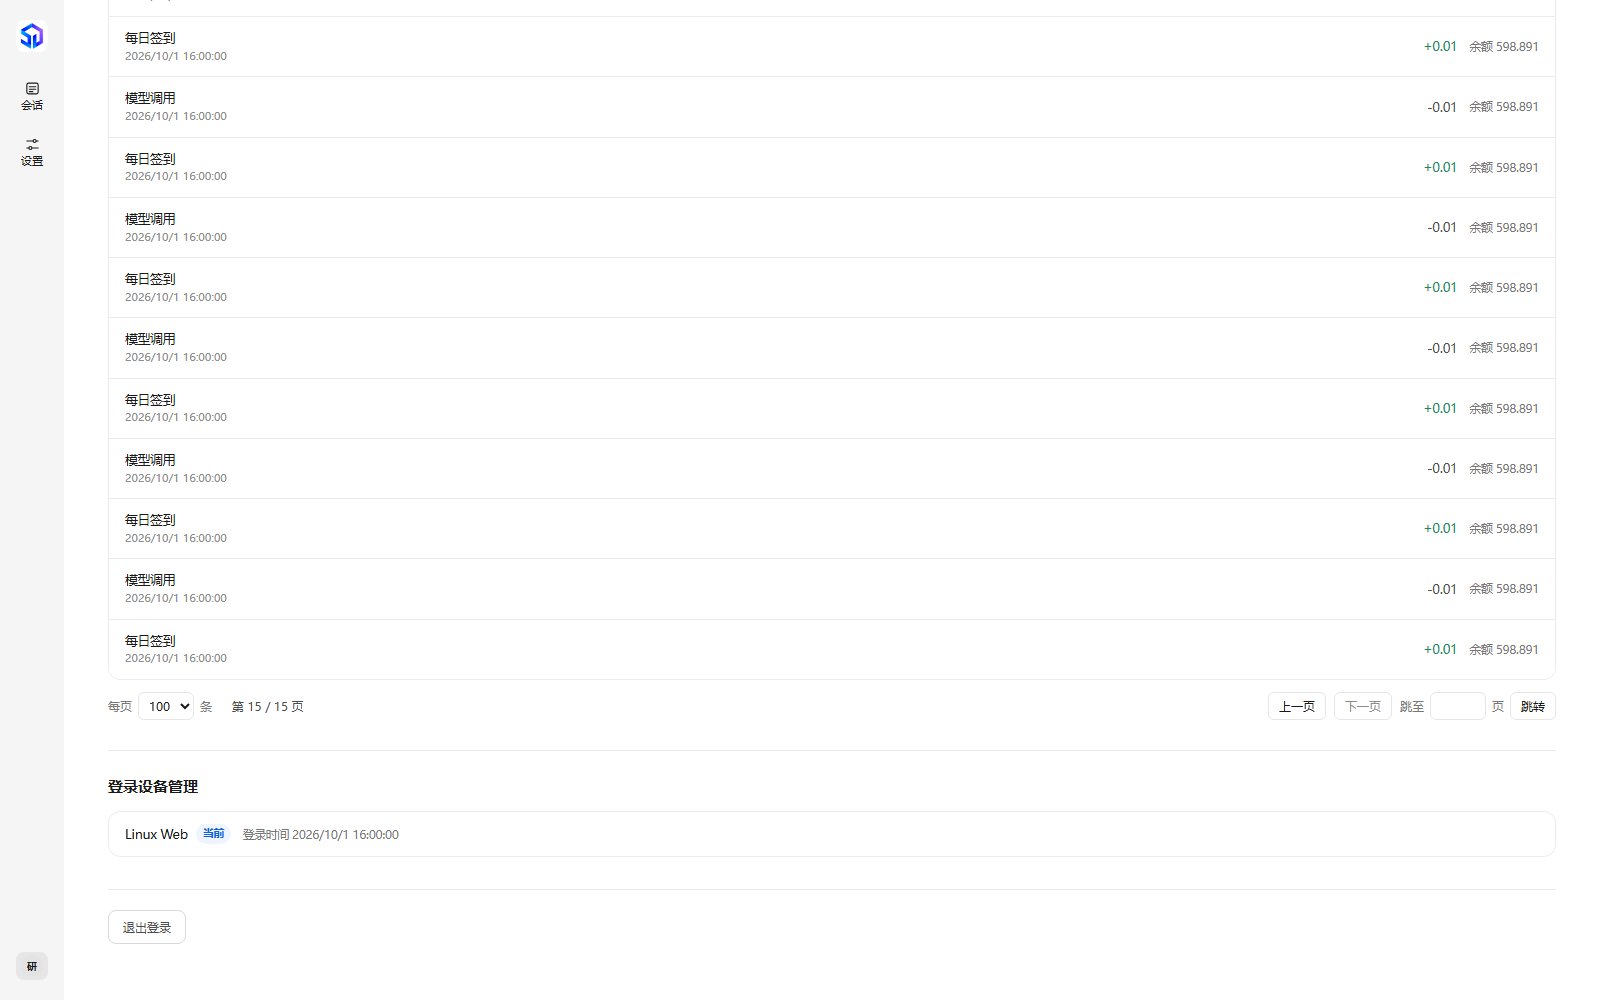 会话
设置
每日签到
2026/10/1 16:00:00
+0.01 余额 598.891
模型调用
2026/10/1 16:00:00
-0.01 余额 598.891
每日签到
2026/10/1 16:00:00
+0.01 余额 598.891
模型调用
2026/10/1 16:00:00
-0.01 余额 598.891
每日签到
2026/10/1 16:00:00
+0.01 余额 598.891
模型调用
2026/10/1 16:00:00
-0.01 余额 598.891
每日签到
2026/10/1 16:00:00
+0.01 余额 598.891
模型调用
2026/10/1 16:00:00
-0.01 余额 598.891
每日签到
2026/10/1 16:00:00
+0.01 余额 598.891
模型调用
2026/10/1 16:00:00
-0.01 余额 598.891
每日签到
2026/10/1 16:00:00
+0.01 余额 598.891
每页 100 条 第 15 / 15 页 上一页 下一页 跳至 页 跳转
登录设备管理
Linux Web 当前 登录时间 2026/10/1 16:00:00
退出登录
研